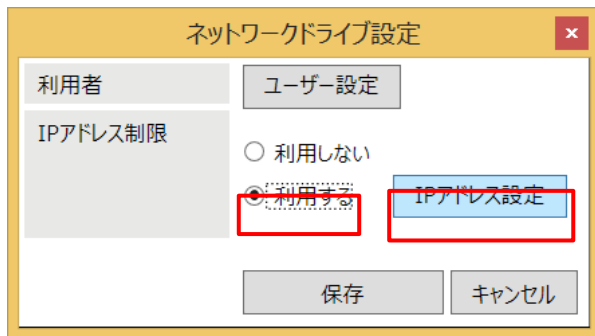 ネットワークドライブ設定
利用者
ユーザー設定
IPアドレス制限
利用しない
利用する
IPアドレス設定
保存
キャンセル